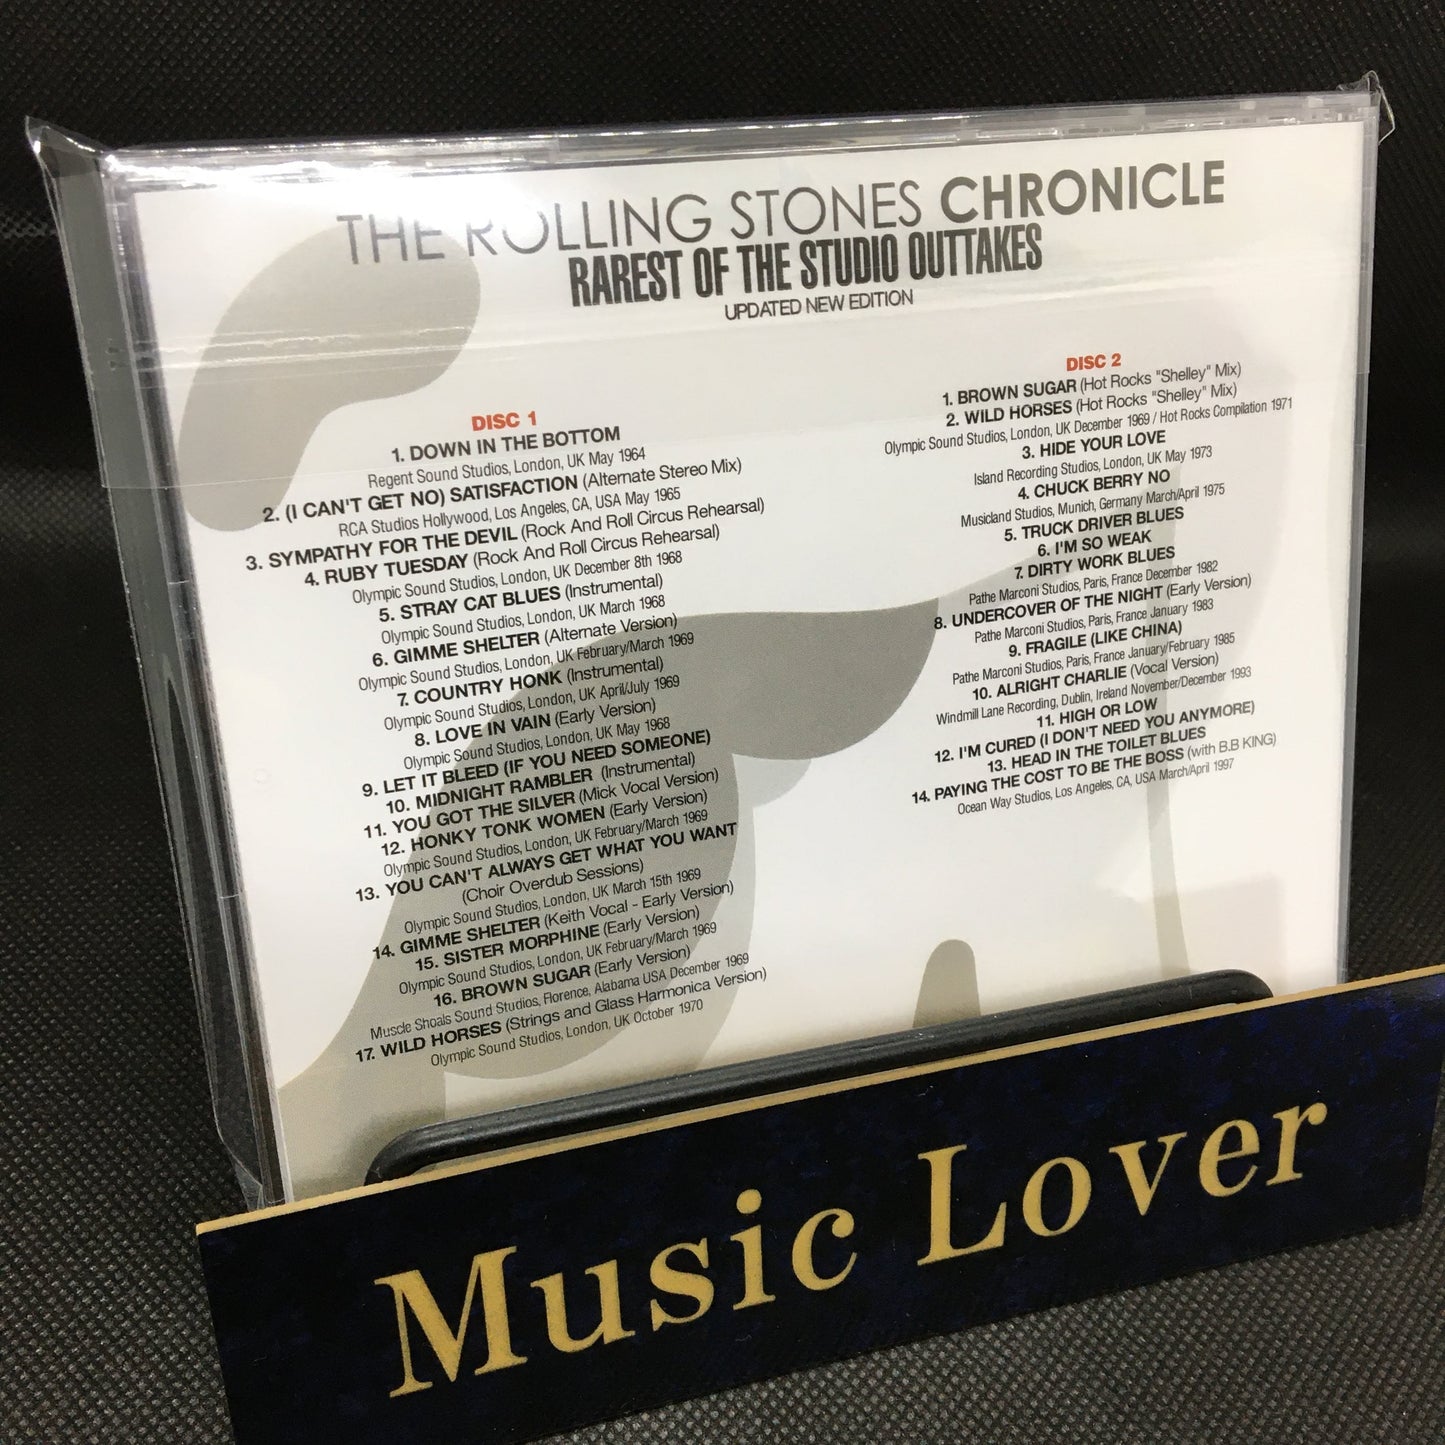 THE ROLLING STONES CHRONICLE
RAREST OF THE STUDIO OUTTAKES
UPDATED NEW EDITION
DISC 1
1. DOWN IN THE BOTTOM
Regent Sound Studios, London, UK May 1964
2. (I CAN'T GET NO) SATISFACTION (Alternate Stereo Mix)
RCA Studios Hollywood, Los Angeles, CA, USA May 1965
3. SYMPATHY FOR THE DEVIL (Rock And Roll Circus Rehearsal)
4. RUBY TUESDAY (Rock And Roll Circus Rehearsal)
Olympic Sound Studios, London, UK December 8th 1968
5. STRAY CAT BLUES (Instrumental)
Olympic Sound Studios, London, UK March 1968
6. GIMME SHELTER (Alternate Version)
Olympic Sound Studios, London, UK February/March 1969
7. COUNTRY HONK (Instrumental)
Olympic Sound Studios, London, UK April/July 1969
8. LOVE IN VAIN (Early Version)
Olympic Sound Studios, London, UK May 1968
9. LET IT BLEED (IF YOU NEED SOMEONE)
10. MIDNIGHT RAMBLER (Instrumental)
11. YOU GOT THE SILVER (Mick Vocal Version)
12. HONKY TONK WOMEN (Early Version)
Olympic Sound Studios, London, UK February/March 1969
13. YOU CAN'T ALWAYS GET WHAT YOU WANT
(Choir Overdub Sessions)
Olympic Sound Studios, London, UK March 15th 1969
14. GIMME SHELTER (Keith Vocal - Early Version)
15. SISTER MORPHINE (Early Version)
Olympic Sound Studios, London, UK February/March 1969
16. BROWN SUGAR (Early Version)
Muscle Shoals Sound Studios, Florence, Alabama USA December 1969
17. WILD HORSES (Strings and Glass Harmonica Version)
Olympic Sound Studios, London, UK October 1970
DISC 2
1. BROWN SUGAR (Hot Rocks "Shelley" Mix)
2. WILD HORSES (Hot Rocks "Shelley" Mix)
Olympic Sound Studios, London, UK December 1969 / Hot Rocks Compilation 1971
3. HIDE YOUR LOVE
Island Recording Studios, London, UK May 1973
4. CHUCK BERRY NO
Musicland Studios, Munich, Germany March/April 1975
5. TRUCK DRIVER BLUES
6. I'M SO WEAK
7. DIRTY WORK BLUES
Pathe Marconi Studios, Paris, France December 1982
8. UNDERCOVER OF THE NIGHT (Early Version)
Pathe Marconi Studios, Paris, France January 1983
9. FRAGILE (LIKE CHINA)
Pathe Marconi Studios, Paris, France January/February 1985
10. ALRIGHT CHARLIE (Vocal Version)
Windmill Lane Recording, Dublin, Ireland November/December 1993
11. HIGH OR LOW
12. I'M CURED (I DON'T NEED YOU ANYMORE)
13. HEAD IN THE TOILET BLUES
14. PAYING THE COST TO BE THE BOSS (with B.B KING)
Ocean Way Studios, Los Angeles, CA, USA March/April 1997
Music Lover